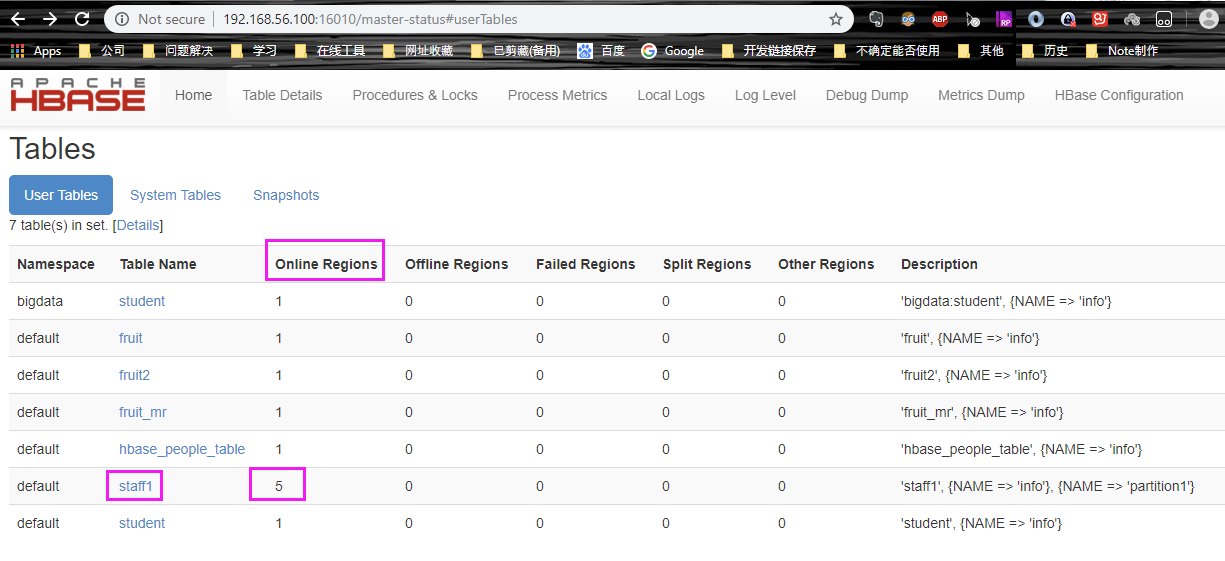 Not secure | 192.168.56.100:16010/master-status#userTables
ABP
RP
Apps 公司 问题解决 学习 在线工具 网址收藏 已剪藏(备用) 百度 Google 开发链接保存 不确定能否使用 其他 历史 Note制作
APACHE
HBASE
Home Table Details Procedures & Locks Process Metrics Local Logs Log Level Debug Dump Metrics Dump HBase Configuration
Tables
User Tables System Tables Snapshots
7 table(s) in set. [Details]
Namespace Table Name Online Regions Offline Regions Failed Regions Split Regions Other Regions Description
bigdata student 1 0 0 0 0 'bigdata:student', {NAME => 'info'}
default fruit 1 0 0 0 0 'fruit', {NAME => 'info'}
default fruit2 1 0 0 0 0 'fruit2', {NAME => 'info'}
default fruit_mr 1 0 0 0 0 'fruit_mr', {NAME => 'info'}
default hbase_people_table 1 0 0 0 0 'hbase_people_table', {NAME => 'info'}
default staff1 5 0 0 0 0 'staff1', {NAME => 'info'}, {NAME => 'partition1'}
default student 1 0 0 0 0 'student', {NAME => 'info'}